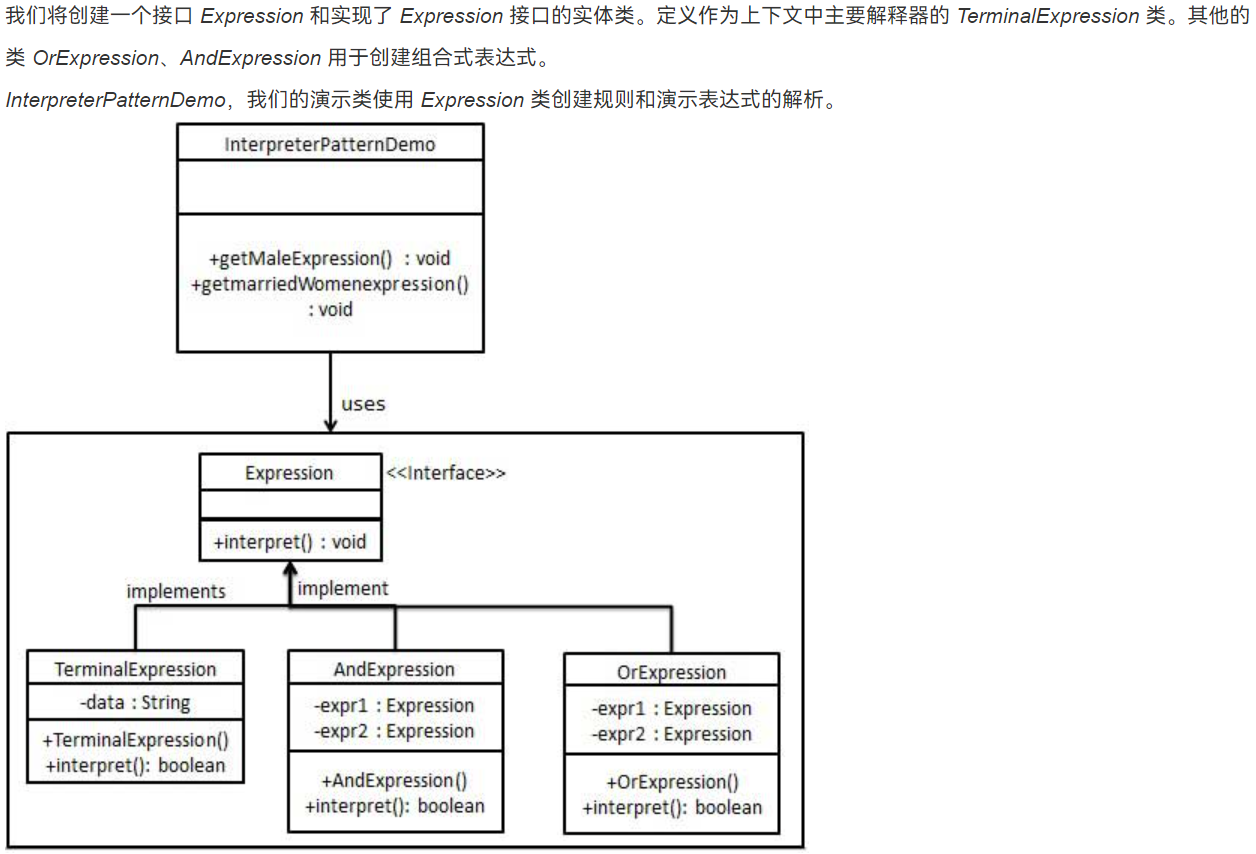 我们将创建一个接口 Expression 和实现了 Expression 接口的实体类。定义作为上下文中主要解释器的 TerminalExpression 类。其他的
类 OrExpression、AndExpression 用于创建组合式表达式。
InterpreterPatternDemo，我们的演示类使用 Expression 类创建规则和演示表达式的解析。
InterpreterPatternDemo
+getMaleExpression() : void
+getmarriedWomenexpression()
: void
uses
Expression
<<Interface>>
+interpret() : void
implements
implement
TerminalExpression
-data : String
+TerminalExpression()
+interpret(): boolean
AndExpression
-expr1 : Expression
-expr2 : Expression
+AndExpression()
+interpret(): boolean
OrExpression
-expr1 : Expression
-expr2 : Expression
+OrExpression()
+interpret(): boolean